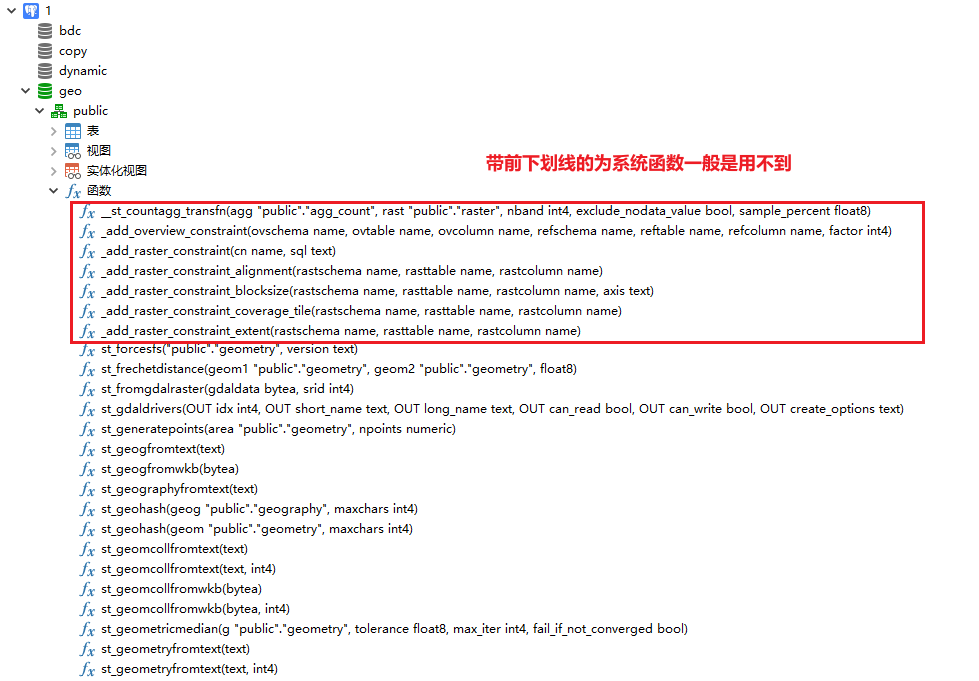 1
bdc
copy
dynamic
geo
public
表
视图
带前下划线的为系统函数一般是用不到
实体化视图
函数
__st_countagg_transfn(agg "public"."agg_count", rast "public"."raster", nband int4, exclude_nodata_value bool, sample_percent float8)
_add_overview_constraint(ovschema name, ovtable name, ovcolumn name, refschema name, reftable name, refcolumn name, factor int4)
_add_raster_constraint(cn name, sql text)
_add_raster_constraint_alignment(rastschema name, rasttable name, rastcolumn name)
_add_raster_constraint_blocksize(rastschema name, rasttable name, rastcolumn name, axis text)
_add_raster_constraint_coverage_tile(rastschema name, rasttable name, rastcolumn name)
_add_raster_constraint_extent(rastschema name, rasttable name, rastcolumn name)
st_forcesfs("public"."geometry", version text)
st_frechetdistance(geom1 "public"."geometry", geom2 "public"."geometry", float8)
st_fromgdalraster(gdaldata bytea, srid int4)
st_gdaldrivers(OUT idx int4, OUT short_name text, OUT long_name text, OUT can_read bool, OUT can_write bool, OUT create_options text)
st_generatepoints(area "public"."geometry", npoints numeric)
st_geogfromtext(text)
st_geogfromwkb(bytea)
st_geographyfromtext(text)
st_geohash(geog "public"."geography", maxchars int4)
st_geohash(geom "public"."geometry", maxchars int4)
st_geomcollfromtext(text)
st_geomcollfromtext(text, int4)
st_geomcollfromwkb(bytea)
st_geomcollfromwkb(bytea, int4)
st_geometricmedian(g "public"."geometry", tolerance float8, max_iter int4, fail_if_not_converged bool)
st_geometryfromtext(text)
st_geometryfromtext(text, int4)